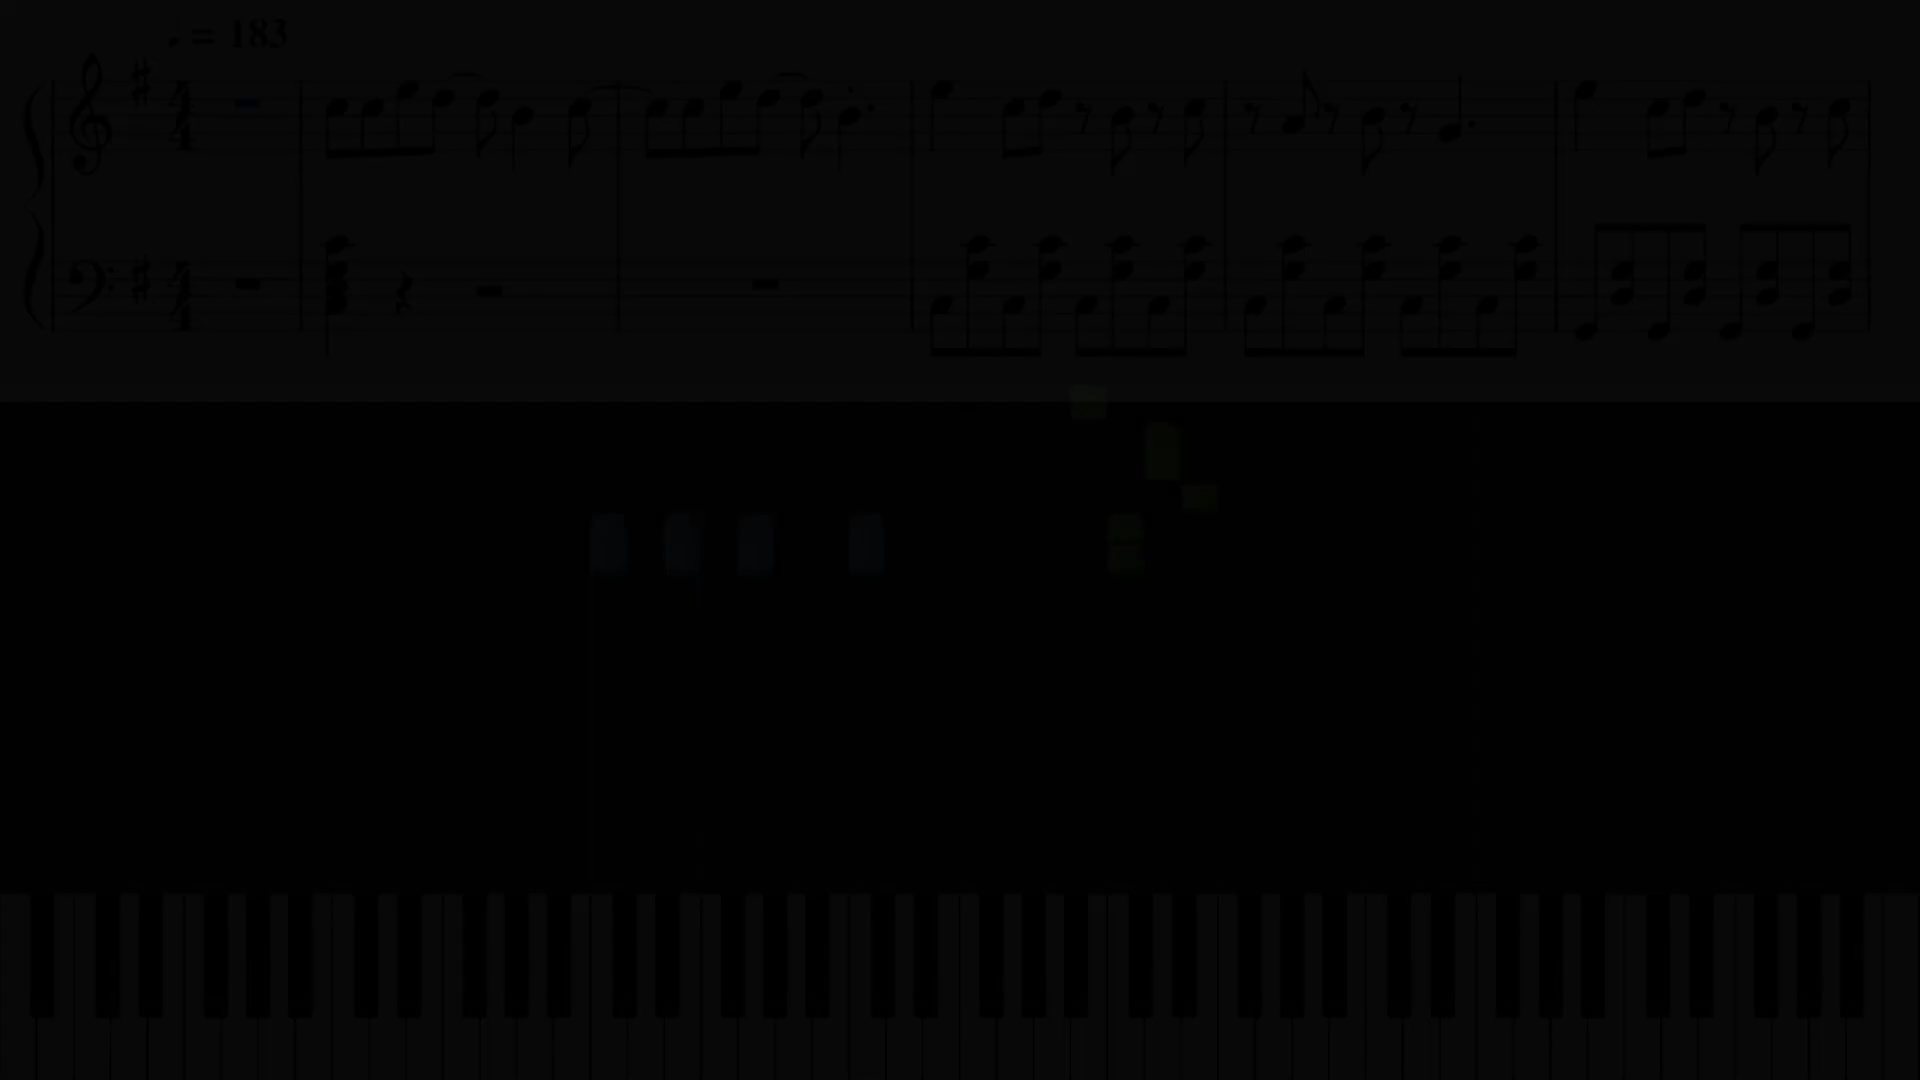 ♩ = 183